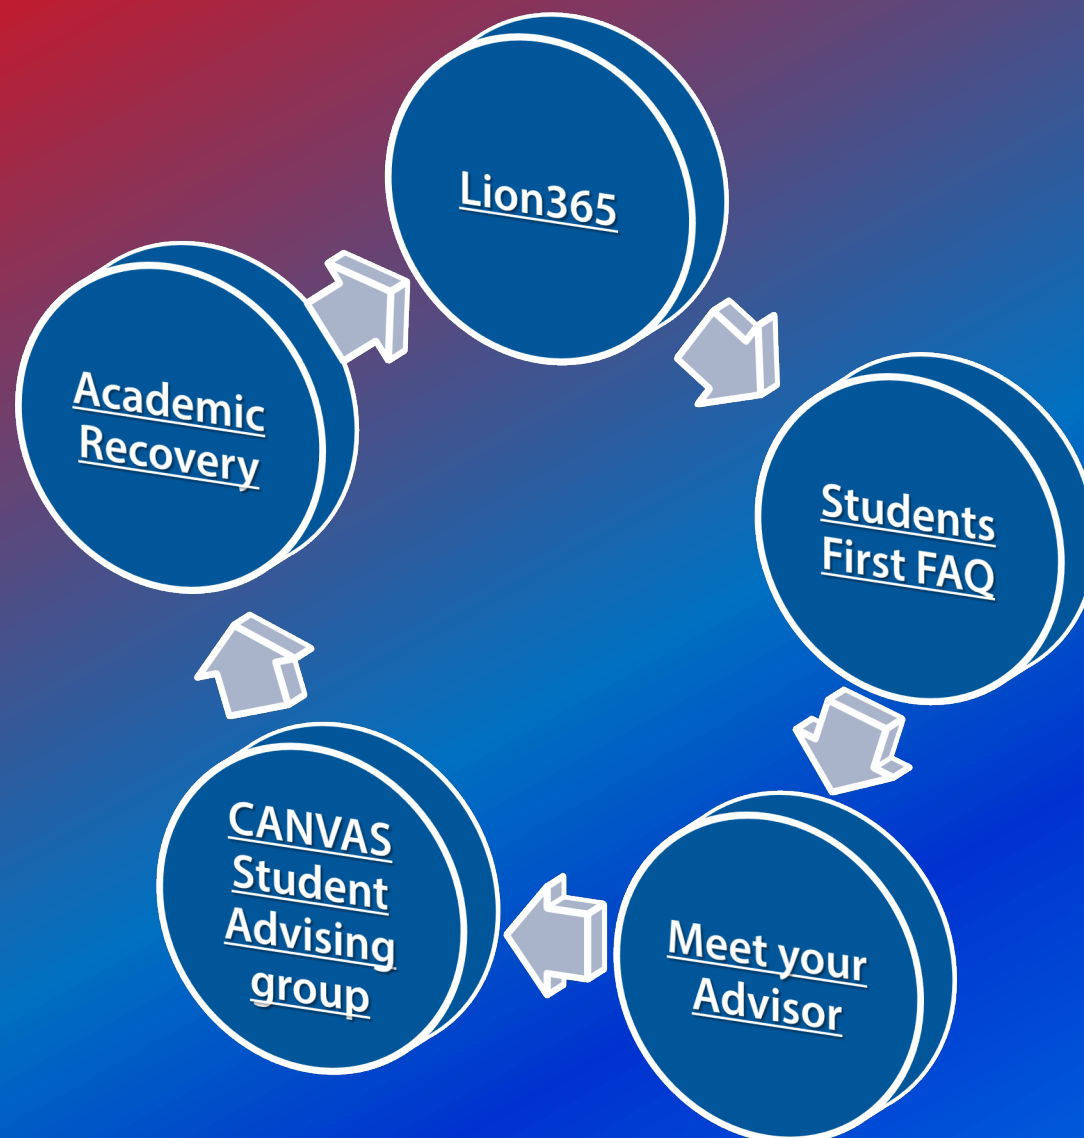 Lion365
Students
First FAQ
Meet your
Advisor
CANVAS
Student
Advising
group
Academic
Recovery